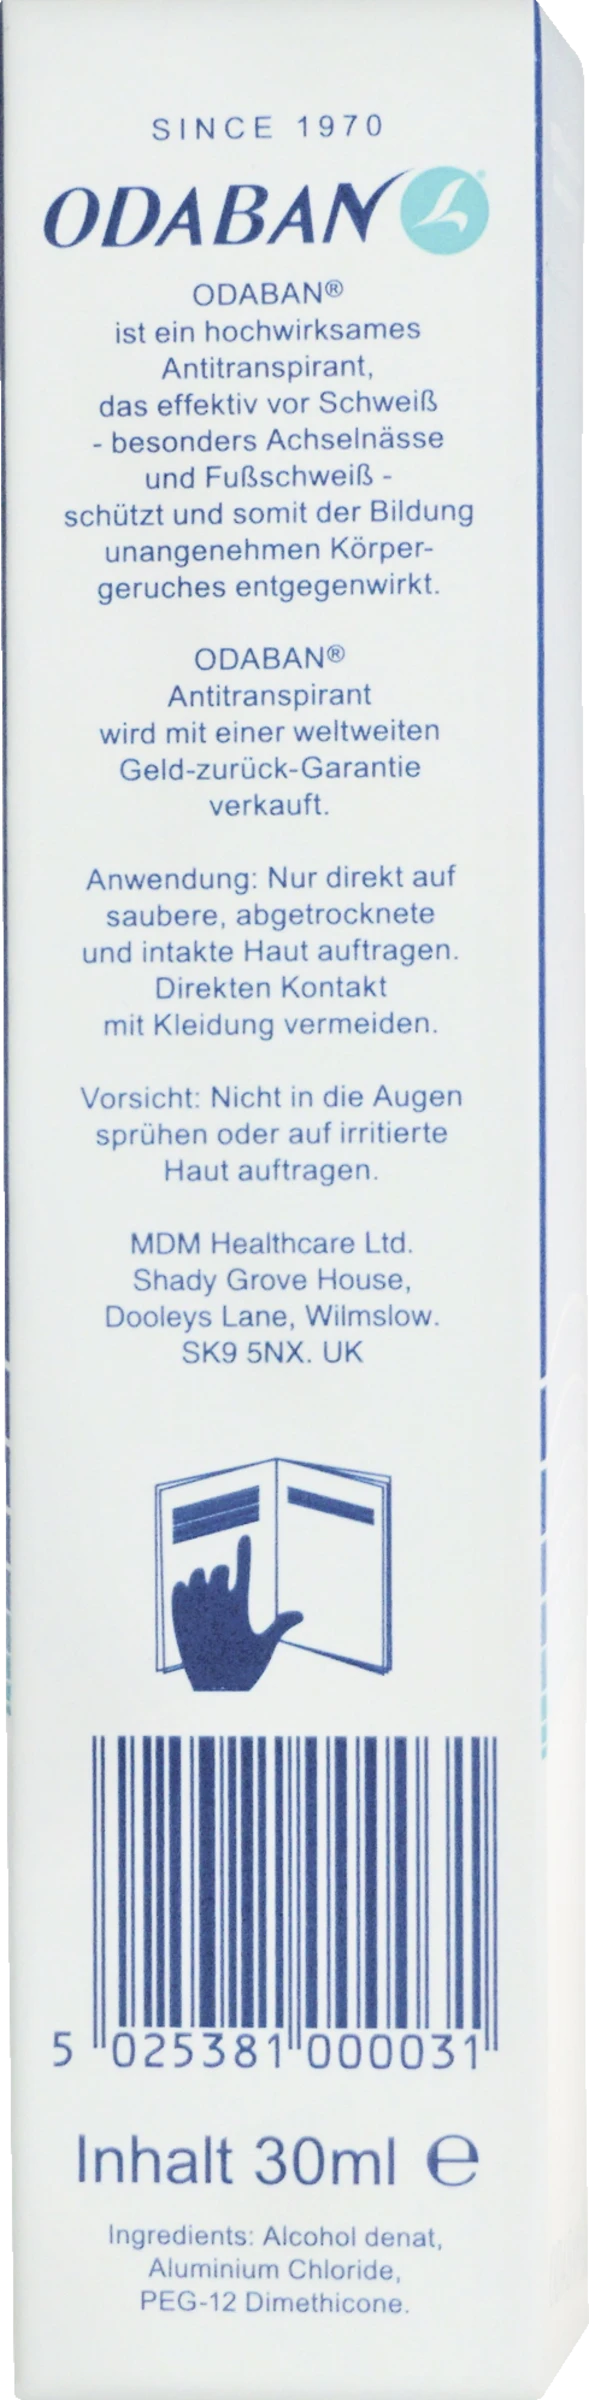 SINCE 1970
ODABAN
ODABAN®
ist ein hochwirksames
Antitranspirant,
das effektiv vor Schweiß
- besonders Achselnässe
und Fußschweiß -
schützt und somit der Bildung
unangenehmen Körper-
geruches entgegenwirkt.
ODABAN®
Antitranspirant
wird mit einer weltweiten
Geld-zurück-Garantie
verkauft.
Anwendung: Nur direkt auf
saubere, abgetrocknete
und intakte Haut auftragen.
Direkten Kontakt
mit Kleidung vermeiden.
Vorsicht: Nicht in die Augen
sprühen oder auf irritierte
Haut auftragen.
MDM Healthcare Ltd.
Shady Grove House,
Dooleys Lane, Wilmslow.
SK9 5NX. UK
5 025381 000031
Inhalt 30ml ℮
Ingredients: Alcohol denat,
Aluminium Chloride,
PEG-12 Dimethicone.